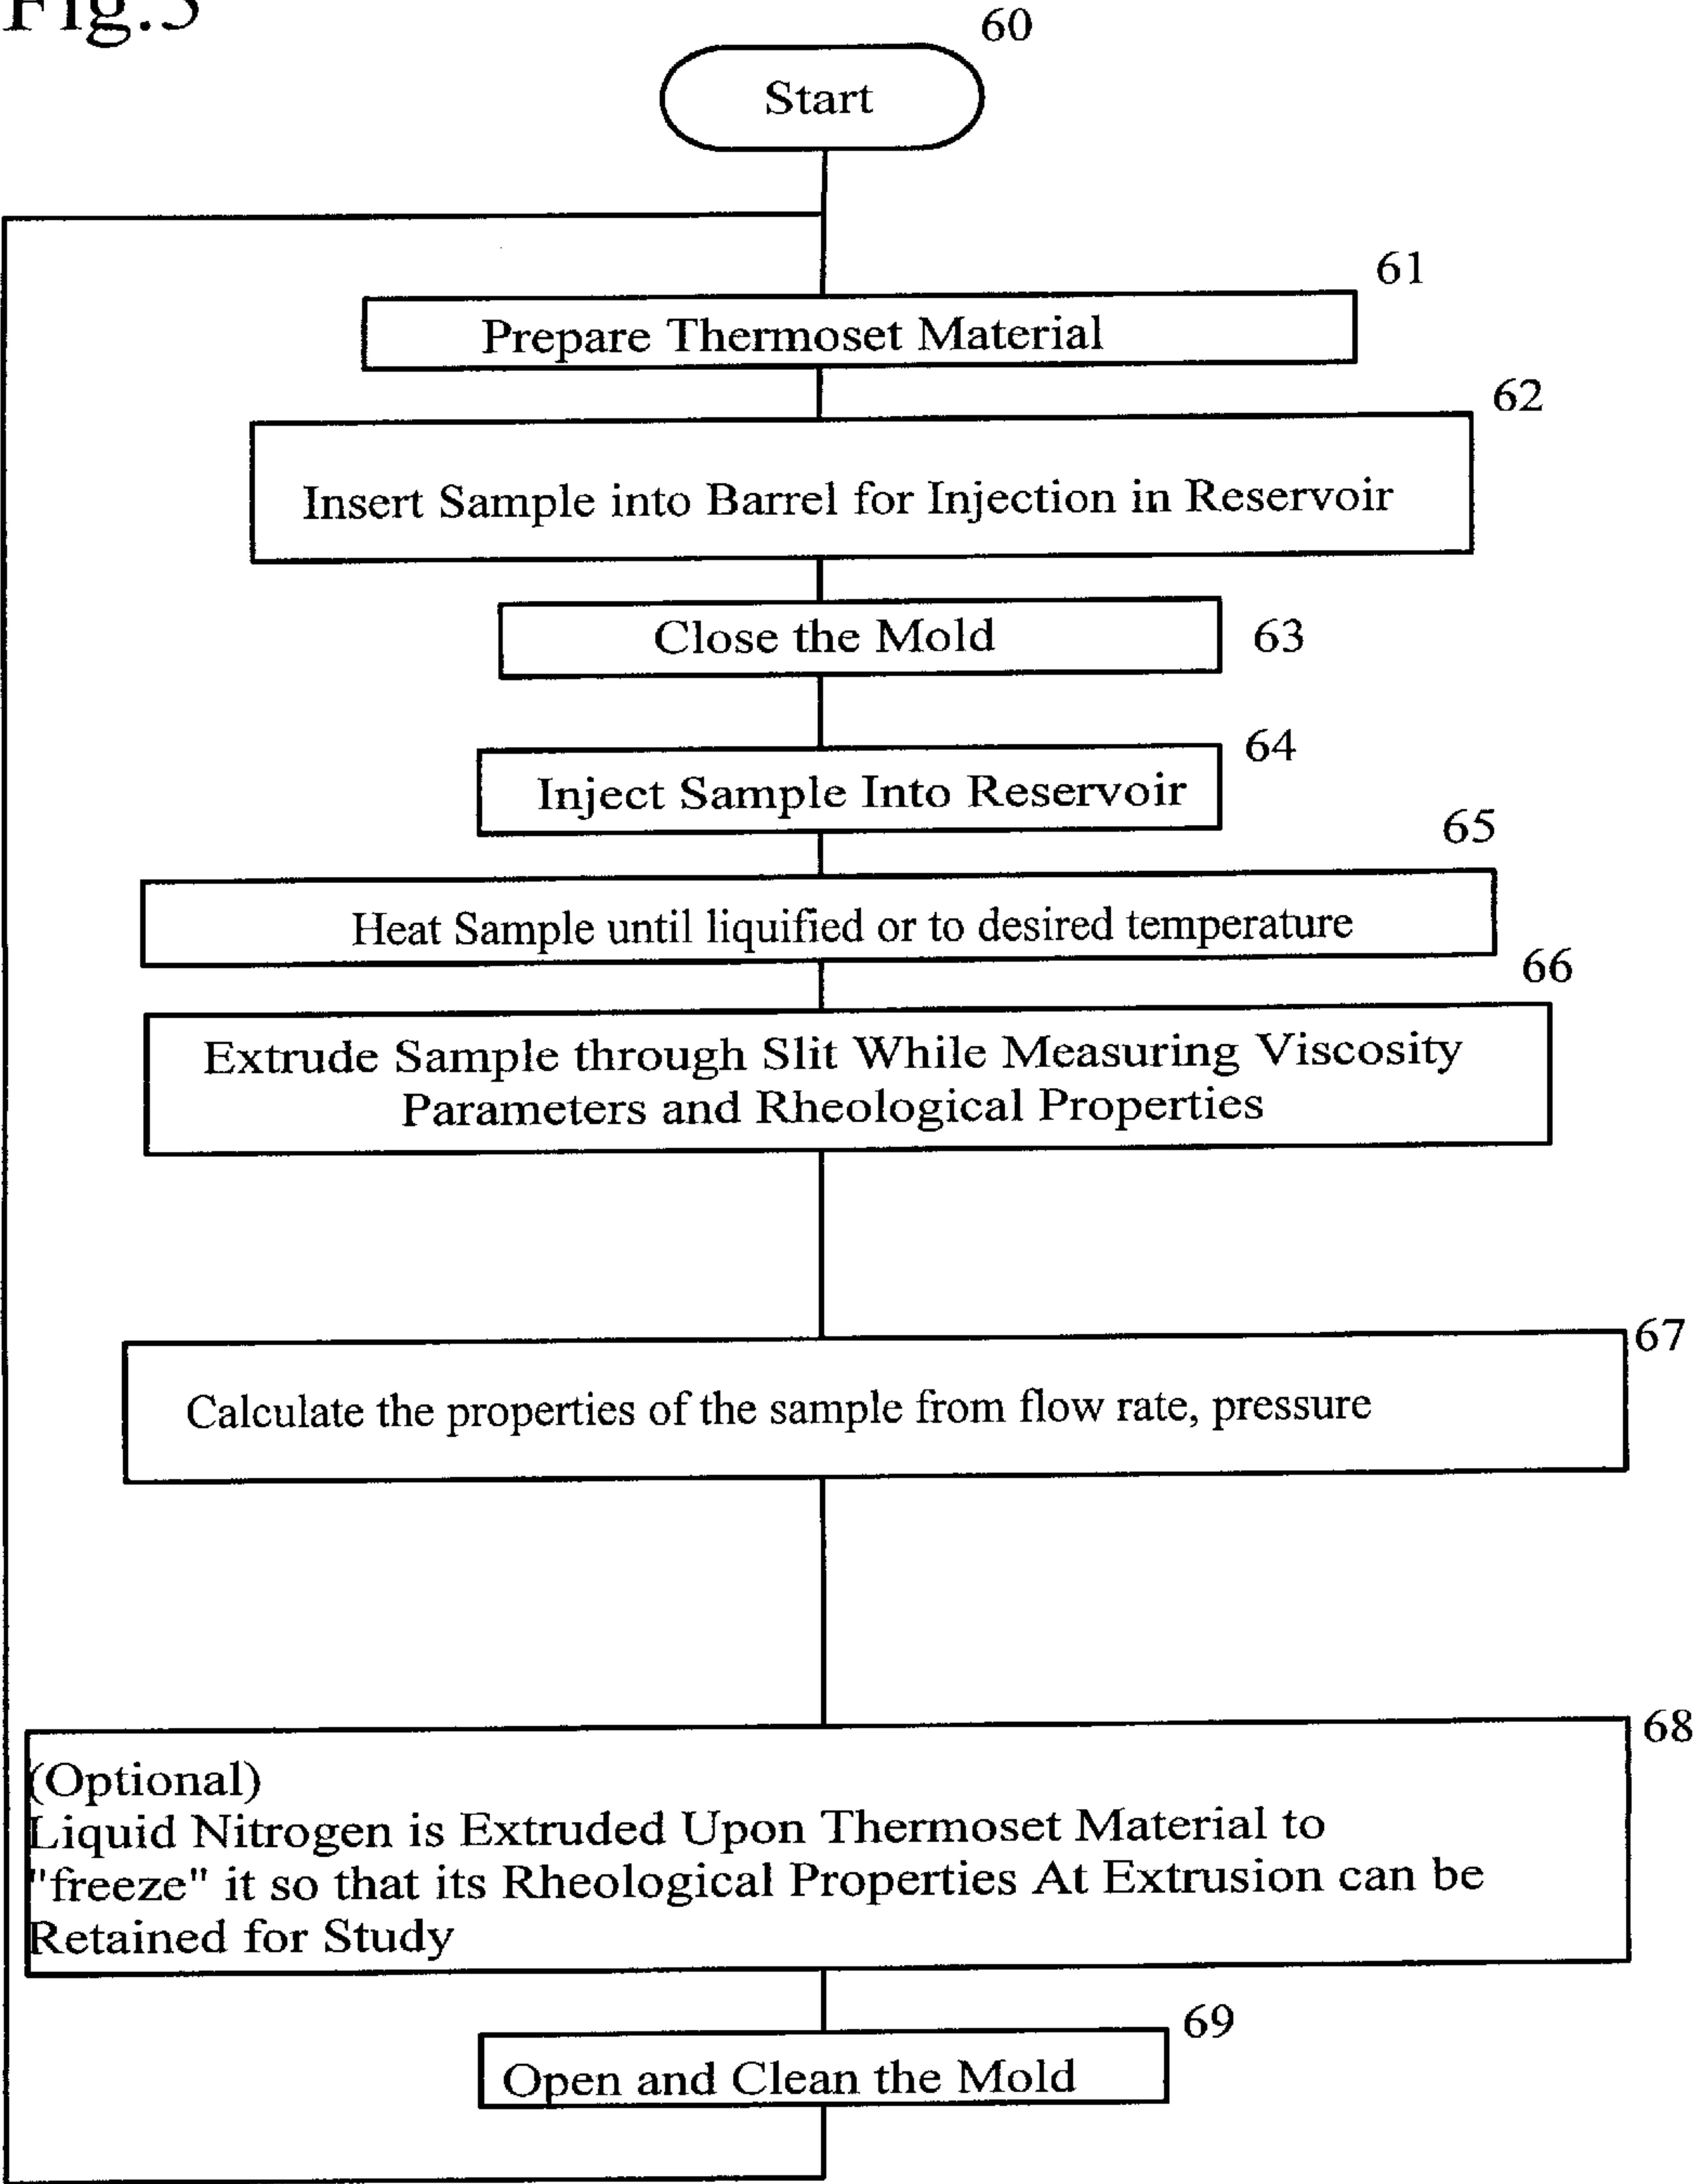 Fig.
60
Start
61
Prepare Thermoset Material
62
Insert Sample into Barrel for Injection in Reservoir
Close the Mold
63
64
Inject Sample Into Reservoir
65
Heat Sample until liquified or to desired temperature
66
Extrude Sample through Slit While Measuring Viscosity
Parameters and Rheological Properties
67
Calculate the properties of the sample from flow rate, pressure
68
(Optional)
Liquid Nitrogen is Extruded Upon Thermoset Material to
"freeze" it so that its Rheological Properties At Extrusion can be
Retained for Study
69
Open and Clean the Mold